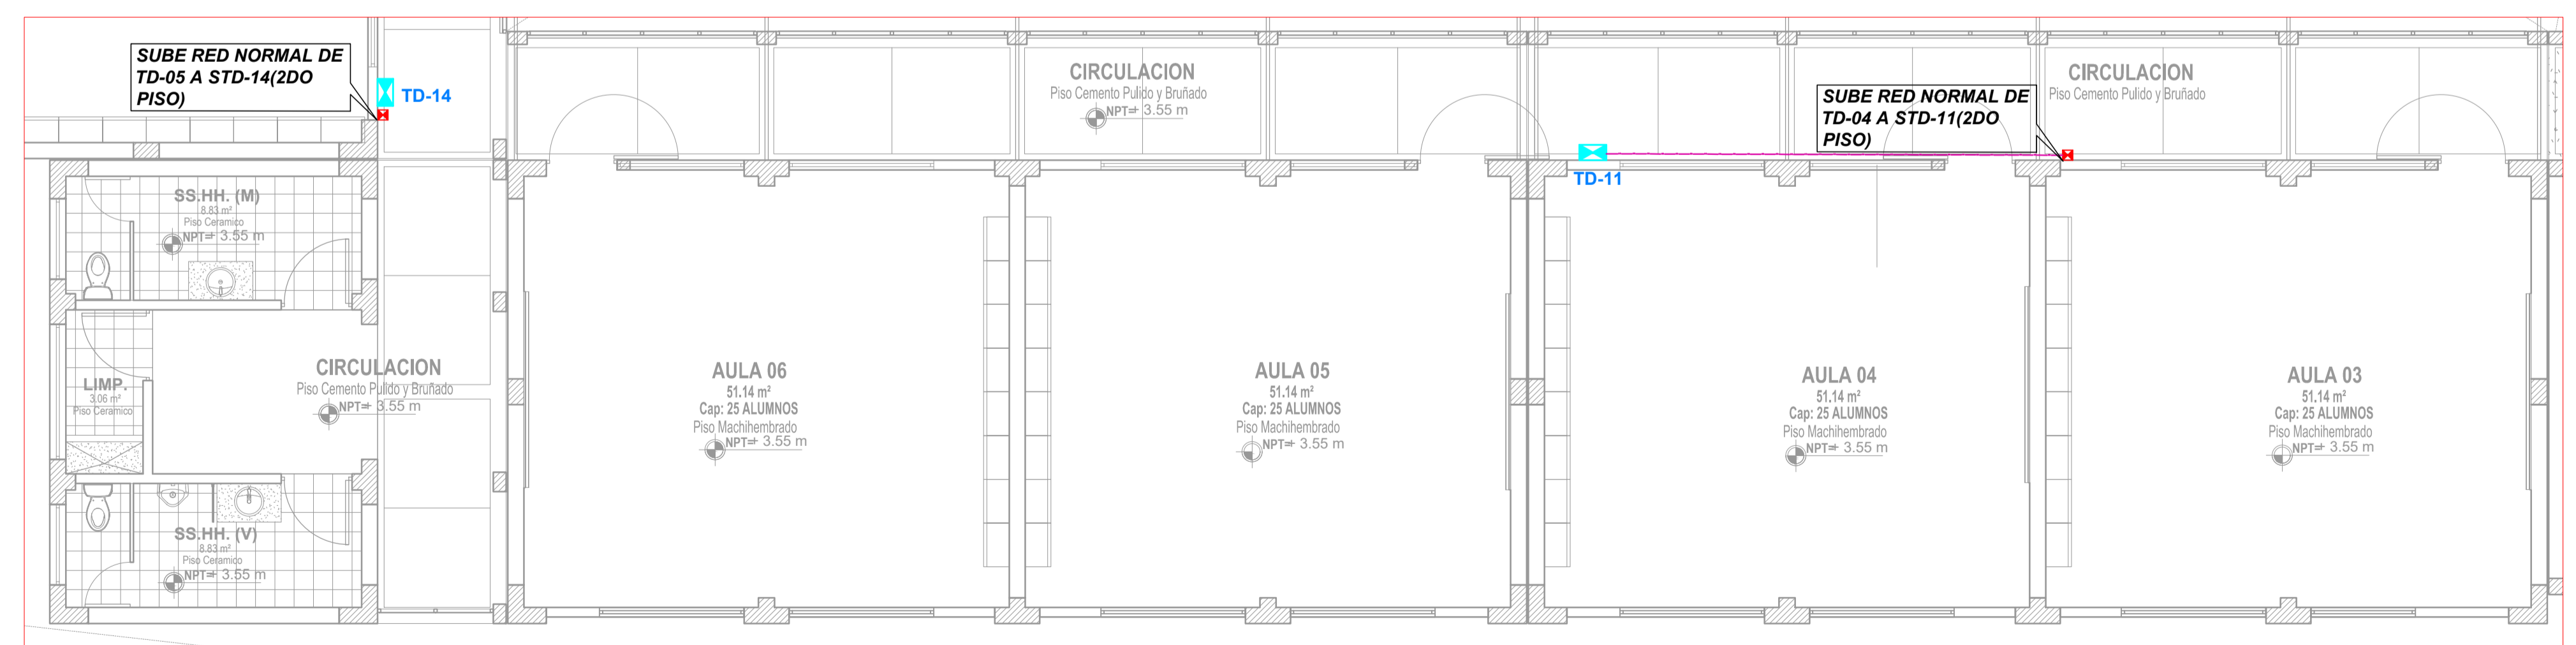 SUBE RED NORMAL DE
TD-05 A STD-14(2DO
PISO)
TD-14
CIRCULACION
Piso Cemento Pulido y Bruñado
NPT=+ 3.55 m
SUBE RED NORMAL DE
TD-04 A STD-11(2DO
PISO)
CIRCULACION
Piso Cemento Pulido y Bruñado
TD-11
SS.HH. (M)
8.83 m²
Piso Ceramico
NPT=+ 3.55 m
LIMP.
3.06 m²
Piso Ceramico
CIRCULACION
Piso Cemento Pulido y Bruñado
NPT=+ 3.55 m
SS.HH. (V)
8.83 m²
Piso Ceramico
NPT=+ 3.55 m
AULA 06
51.14 m²
Cap: 25 ALUMNOS
Piso Machihembrado
NPT=+ 3.55 m
AULA 05
51.14 m²
Cap: 25 ALUMNOS
Piso Machihembrado
NPT=+ 3.55 m
AULA 04
51.14 m²
Cap: 25 ALUMNOS
Piso Machihembrado
NPT=+ 3.55 m
AULA 03
51.14 m²
Cap: 25 ALUMNOS
Piso Machihembrado
NPT=+ 3.55 m